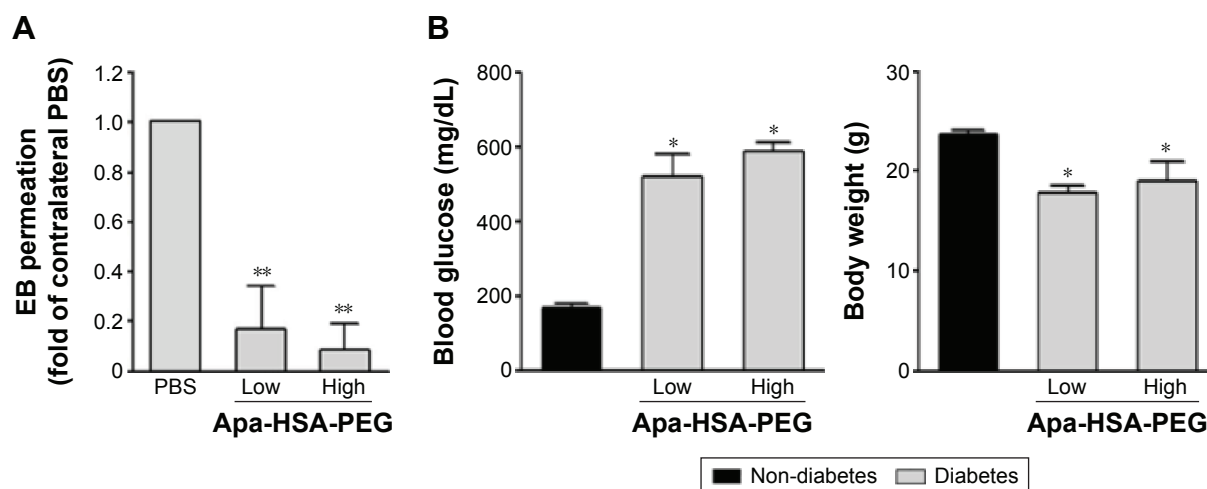 A
EB permeation
(fold of contralateral PBS)
1.2
1.0
0.8
0.6
0.4
0.2
0
**
**
PBS
Low
High
Apa-HSA-PEG
B
Blood glucose (mg/dL)
800
600
400
200
0
*
*
Low
High
Apa-HSA-PEG
Body weight (g)
30
20
10
0
*
*
Low
High
Apa-HSA-PEG
Non-diabetes
Diabetes